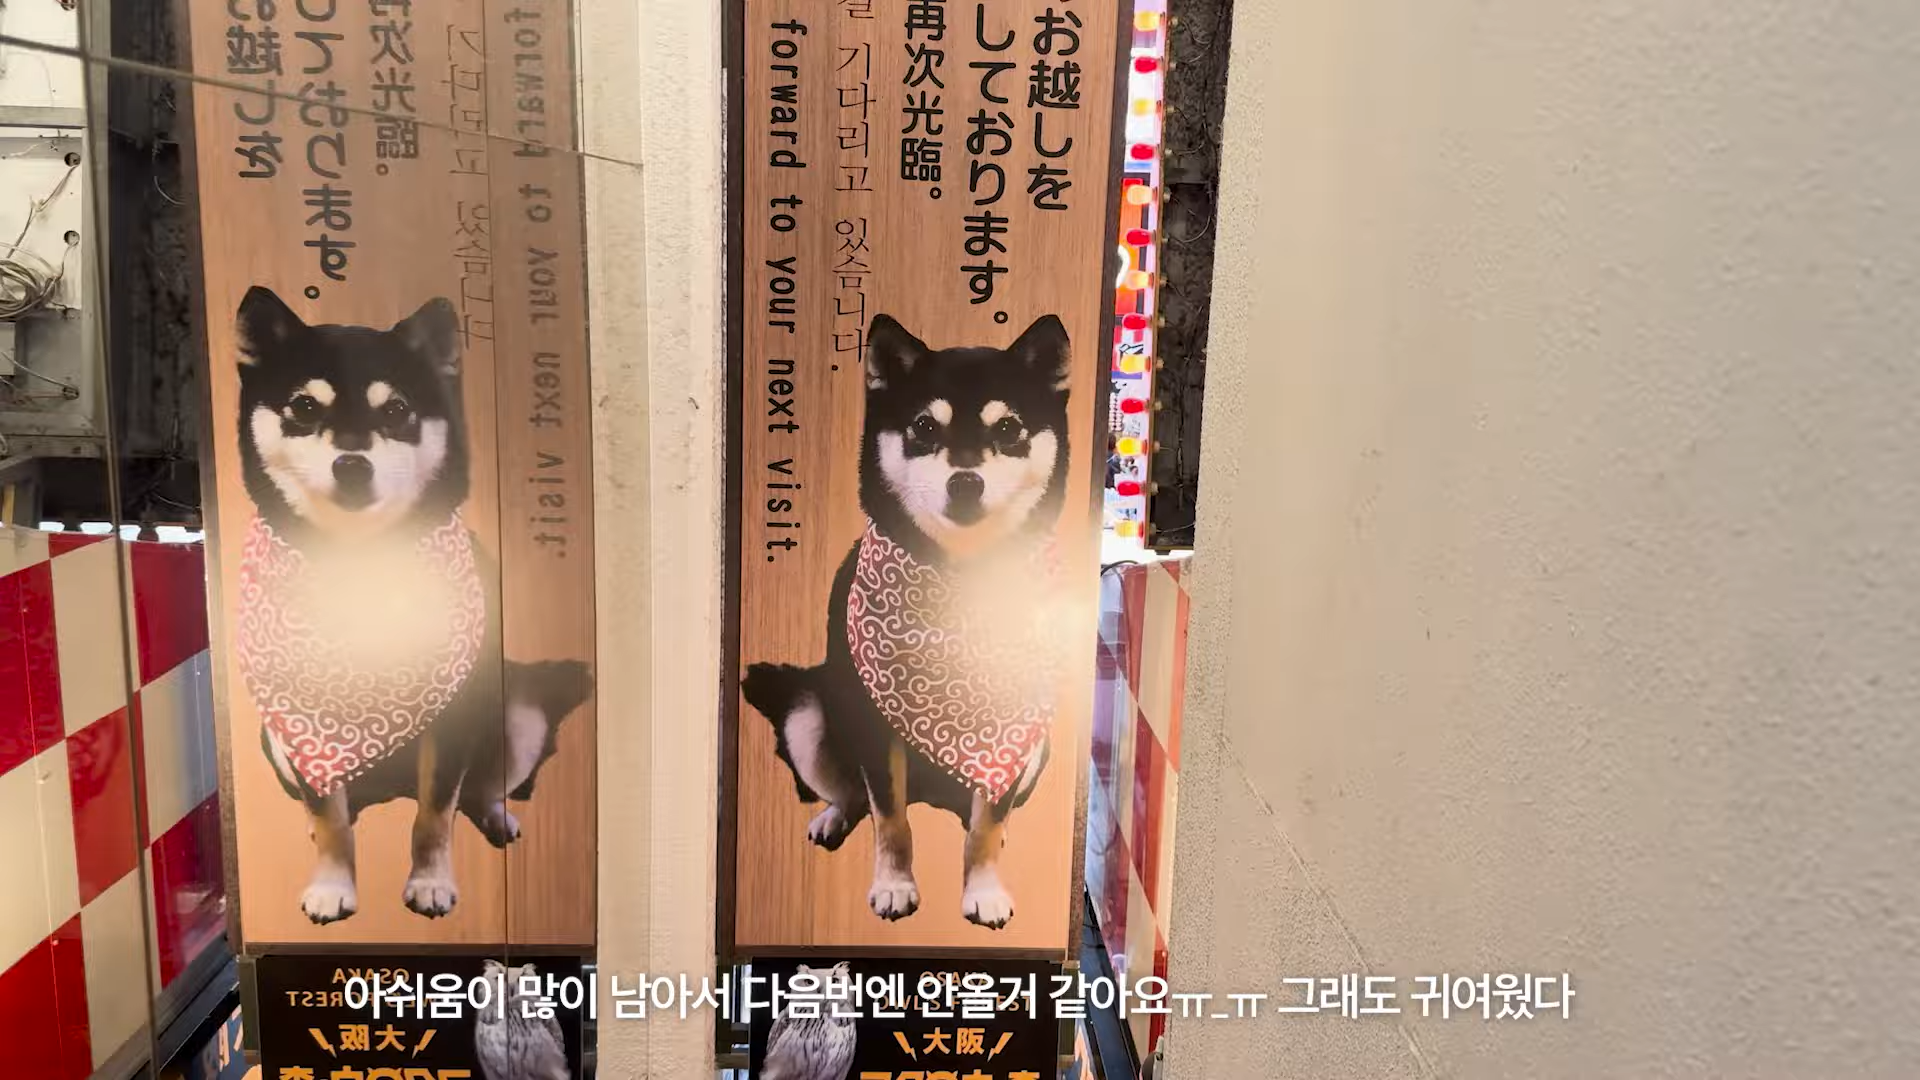 お越しを
しております。
再次光臨。
기다리고 있습니다.
forward to your next visit.
OSAKA
大阪
아쉬움이 많이 남아서 다음번엔 안올거 같아요ㅠ_ㅠ 그래도 귀여웠다